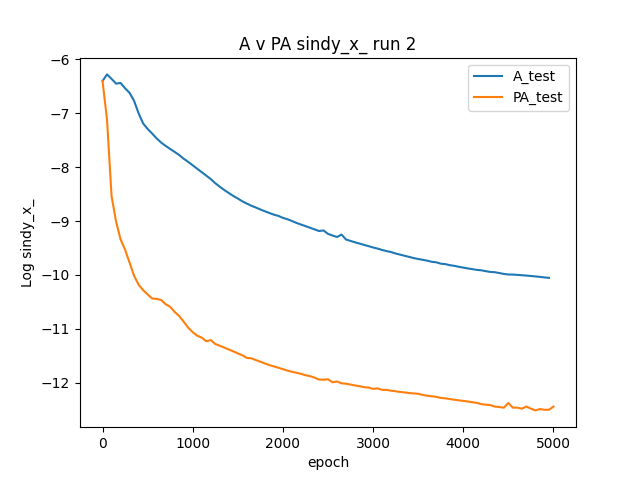 A v PA sindy_x_ run 2
A_test
PA_test
Log sindy_x_
−6
−7
−8
−9
−10
−11
−12
0 1000 2000 3000 4000 5000
epoch